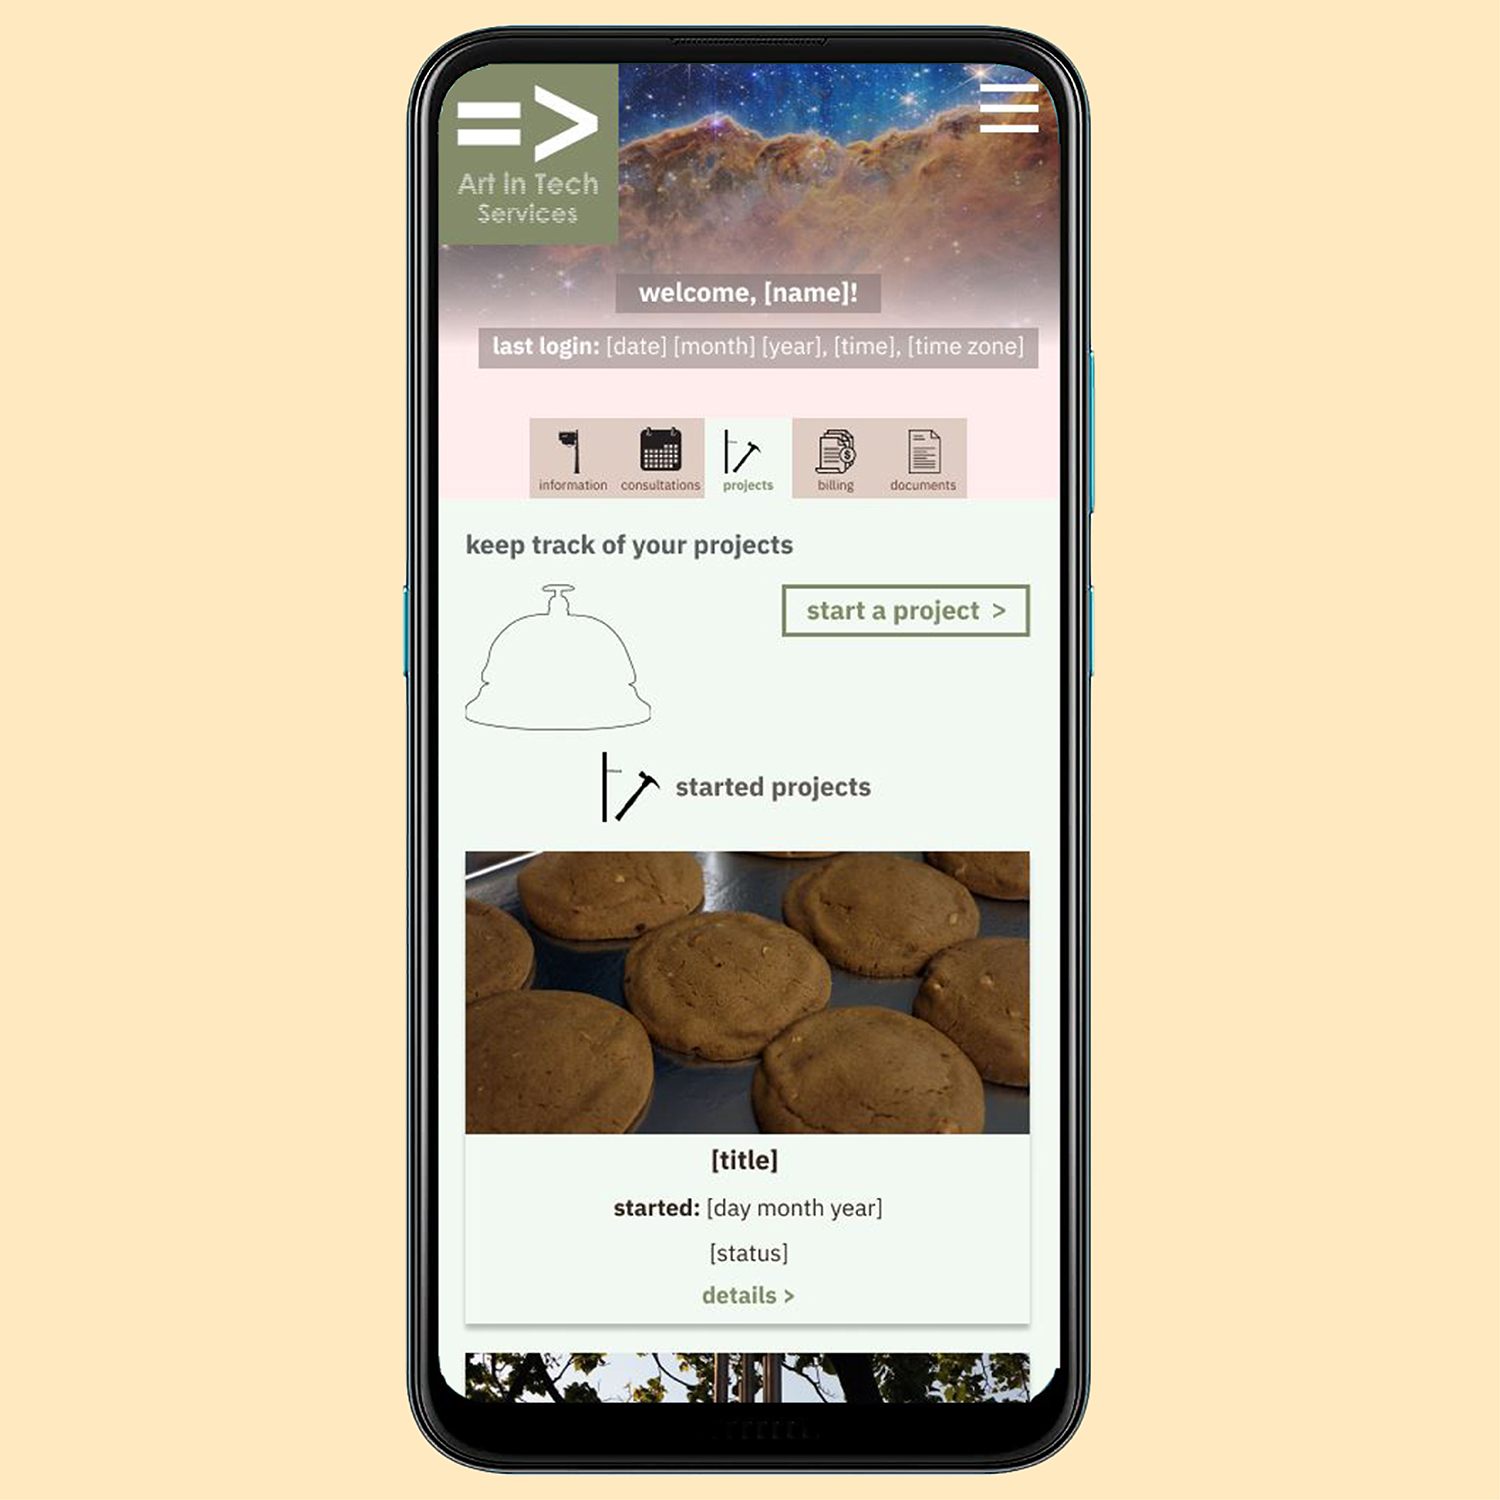 =>
Art in Tech
Services
welcome, [name]!
last login: [date] [month] [year], [time], [time zone]
information
consultations
projects
billing
documents
keep track of your projects
start a project >
started projects
[title]
started: [day month year]
[status]
details >